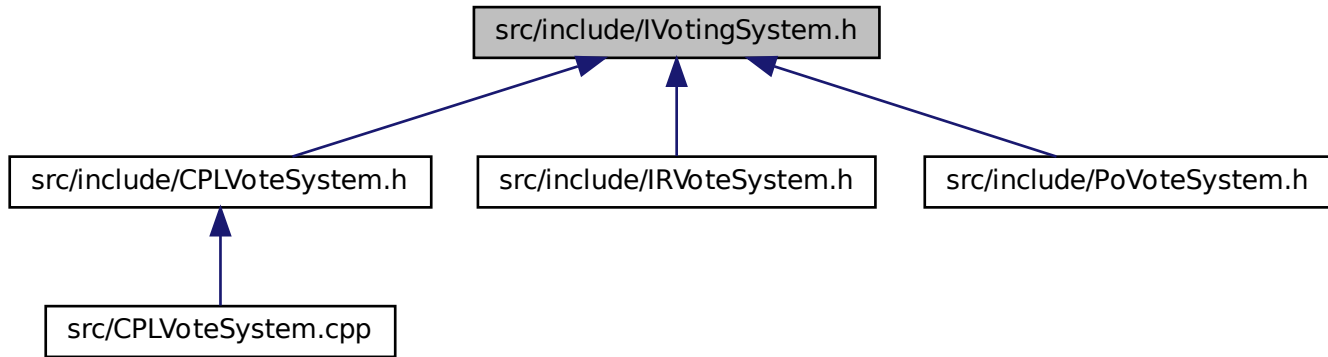 src/include/IVotingSystem.h
src/include/CPLVoteSystem.h
src/include/IRVoteSystem.h
src/include/PoVoteSystem.h
src/CPLVoteSystem.cpp